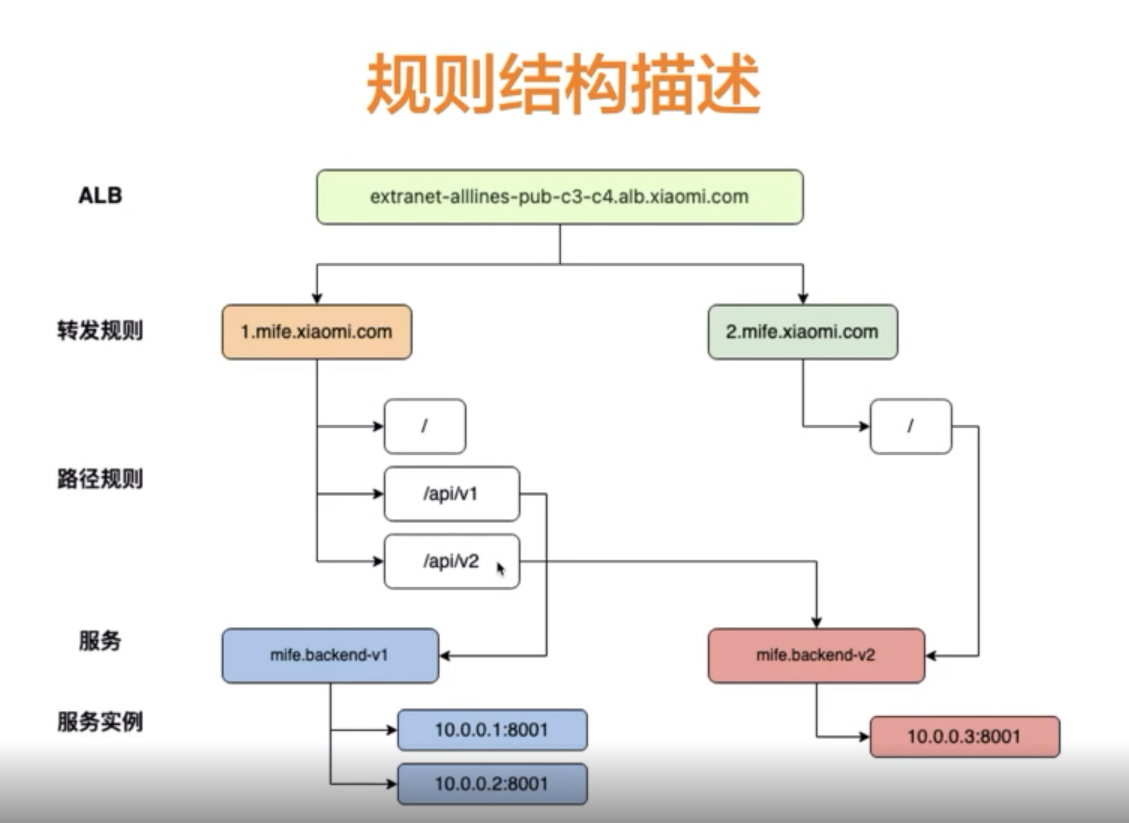 规则结构描述
ALB
extranet-alllines-pub-c3-c4.alb.xiaomi.com
转发规则
1.mife.xiaomi.com
2.mife.xiaomi.com
/
/
路径规则
/api/v1
/api/v2
服务
mife.backend-v1
mife.backend-v2
服务实例
10.0.0.1:8001
10.0.0.3:8001
10.0.0.2:8001